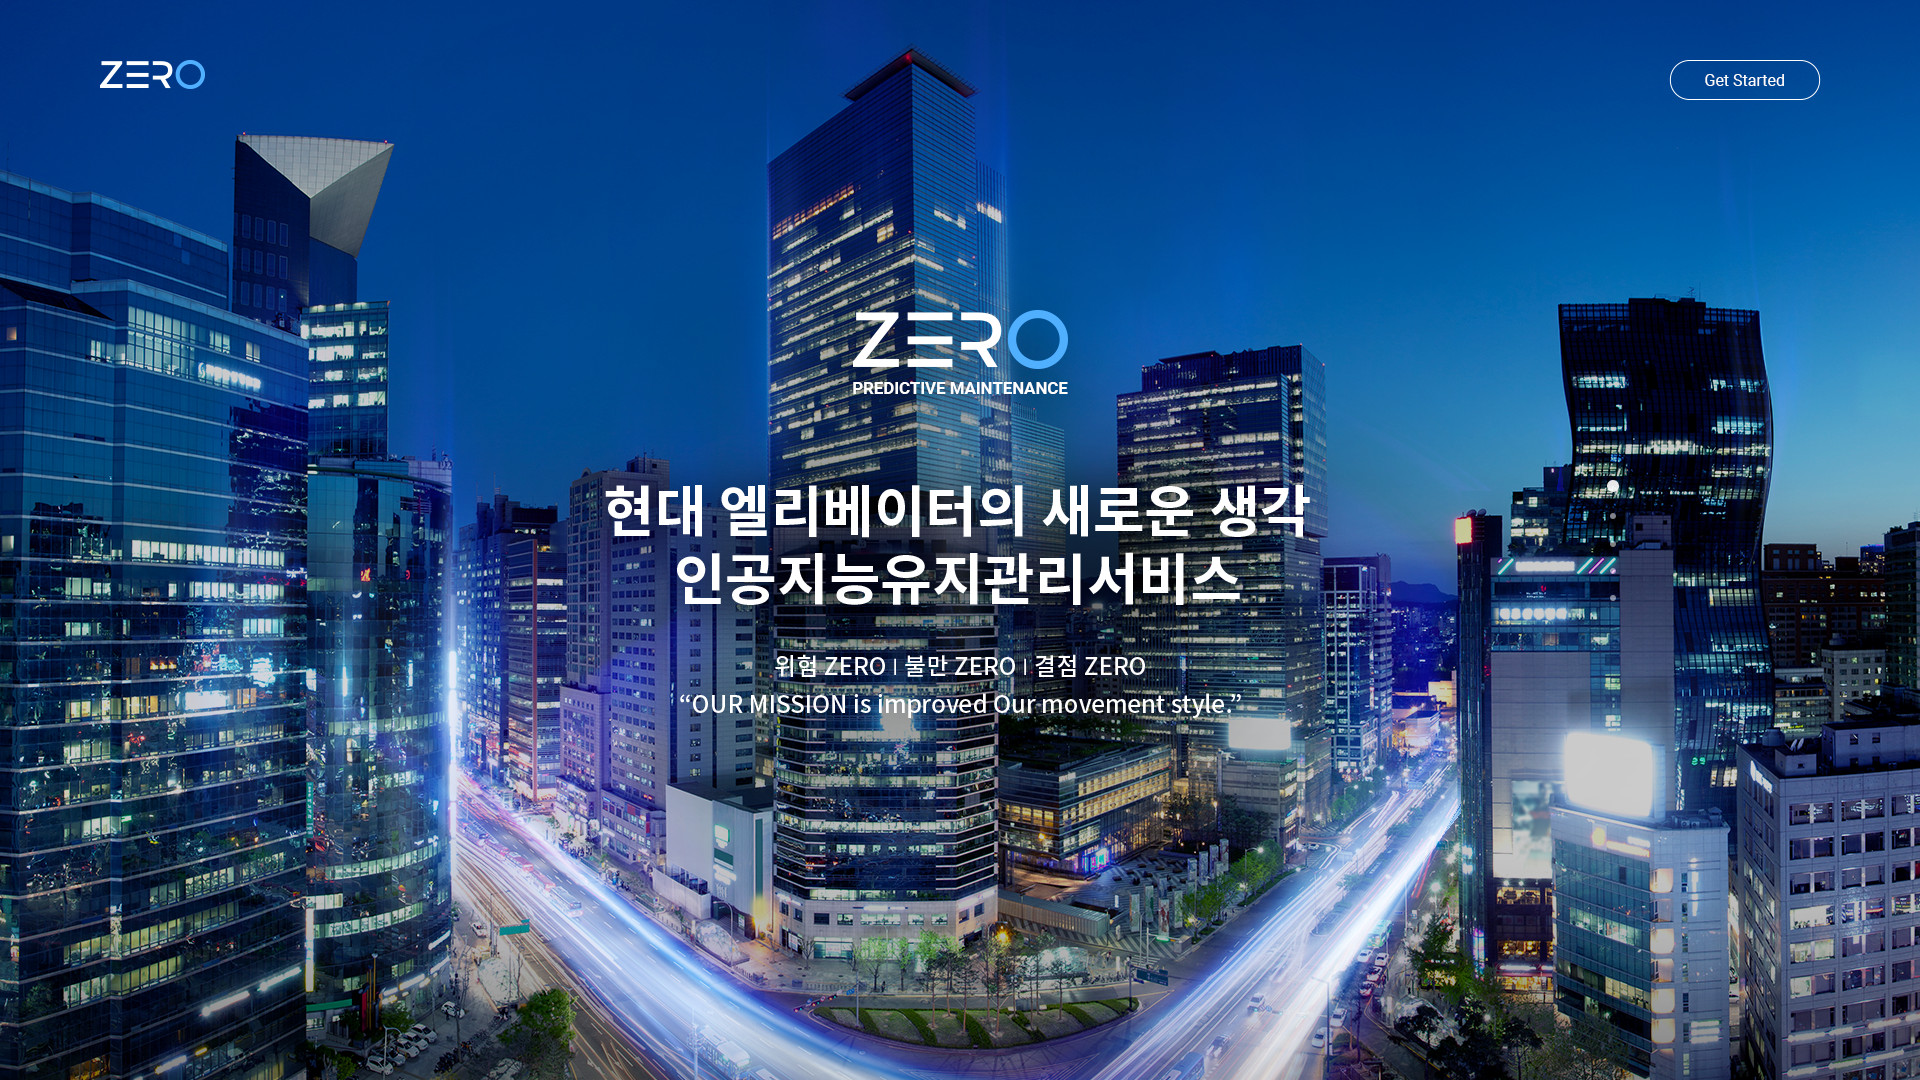 ZERO
Get Started
ZERO
PREDICTIVE MAINTENANCE
현대 엘리베이터의 새로운 생각
인공지능유지관리서비스
위험 ZERO | 불만 ZERO | 결점 ZERO
“OUR MISSION is improved Our movement style.”